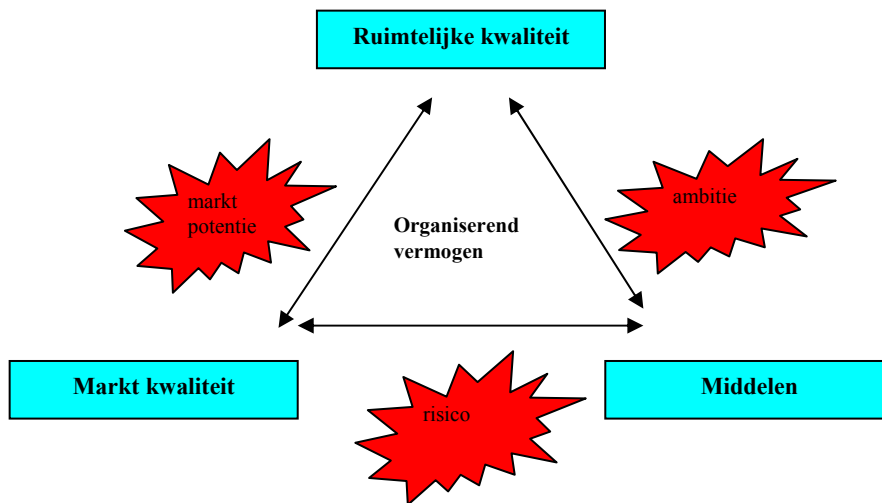 Ruimtelijke kwaliteit
markt
potentie
ambitie
Organiserend
vermogen
Markt kwaliteit
Middelen
risico